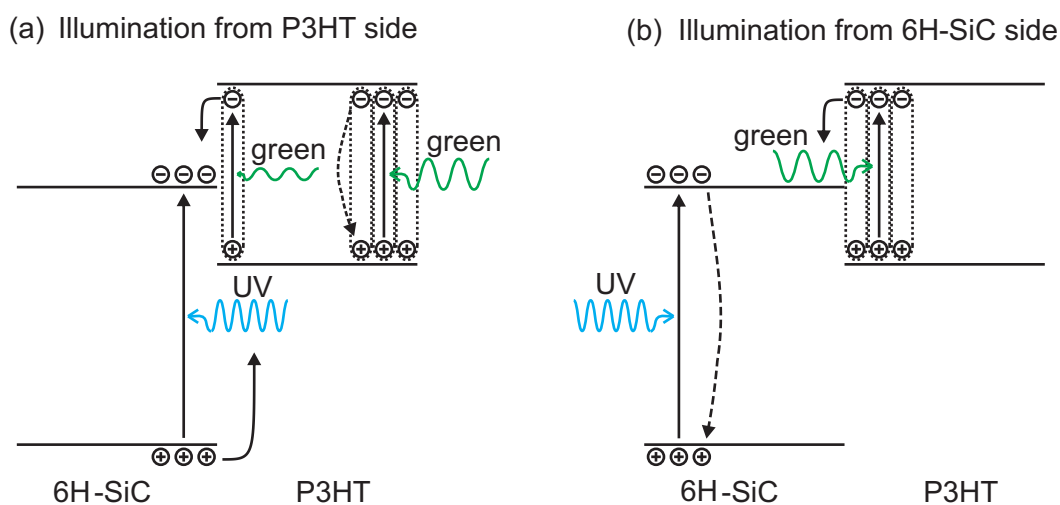 (a) Illumination from P3HT side
(b) Illumination from 6H-SiC side
green
green
green
UV
UV
6H-SiC
P3HT
6H-SiC
P3HT